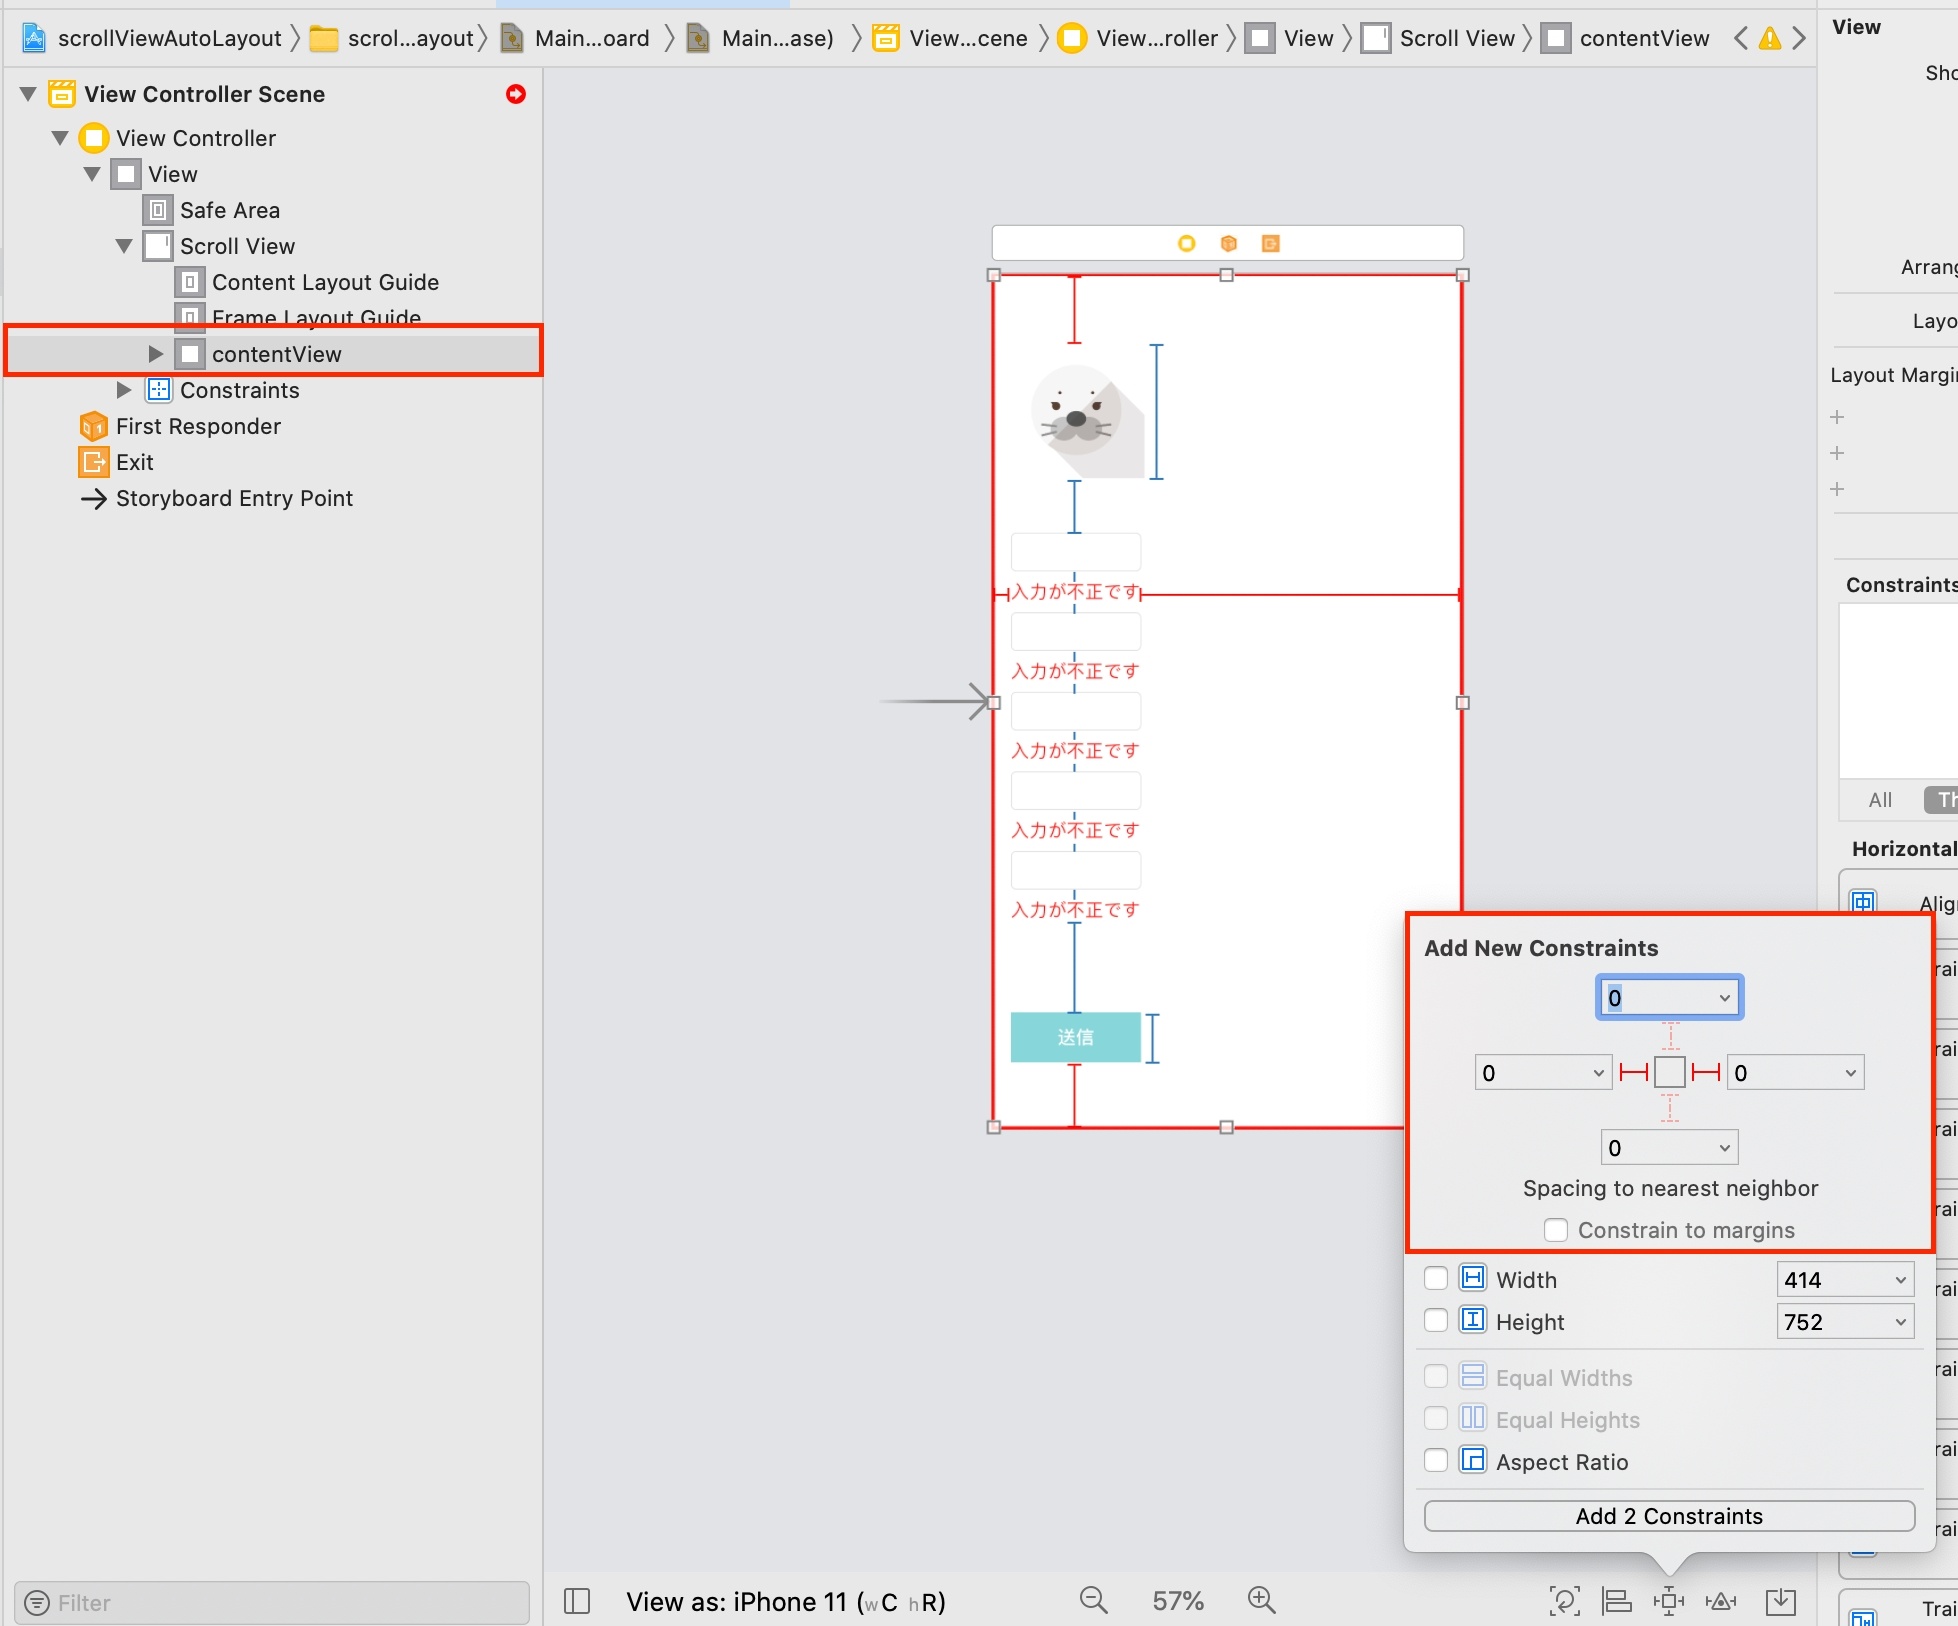 scrollViewAutoLayout
scrol...ayout
Main...oard
Main...ase)
View...cene
View...roller
View
Scroll View
contentView
View Controller Scene
View Controller
View
Safe Area
Scroll View
Content Layout Guide
Frame Layout Guide
contentView
Constraints
First Responder
Exit
Storyboard Entry Point
Filter
入力が不正です
入力が不正です
入力が不正です
入力が不正です
入力が不正です
送信
View as: iPhone 11 (wC hR)
57%
Add New Constraints
0
0
0
0
Spacing to nearest neighbor
Constrain to margins
Width
414
Height
752
Equal Widths
Equal Heights
Aspect Ratio
Add 2 Constraints
View
Sho
Arrang
Layo
Layout Margi
Constraints
All
Th
Horizontal
Alig
rai
rai
rai
rai
rai
rai
rai
rai
Trai